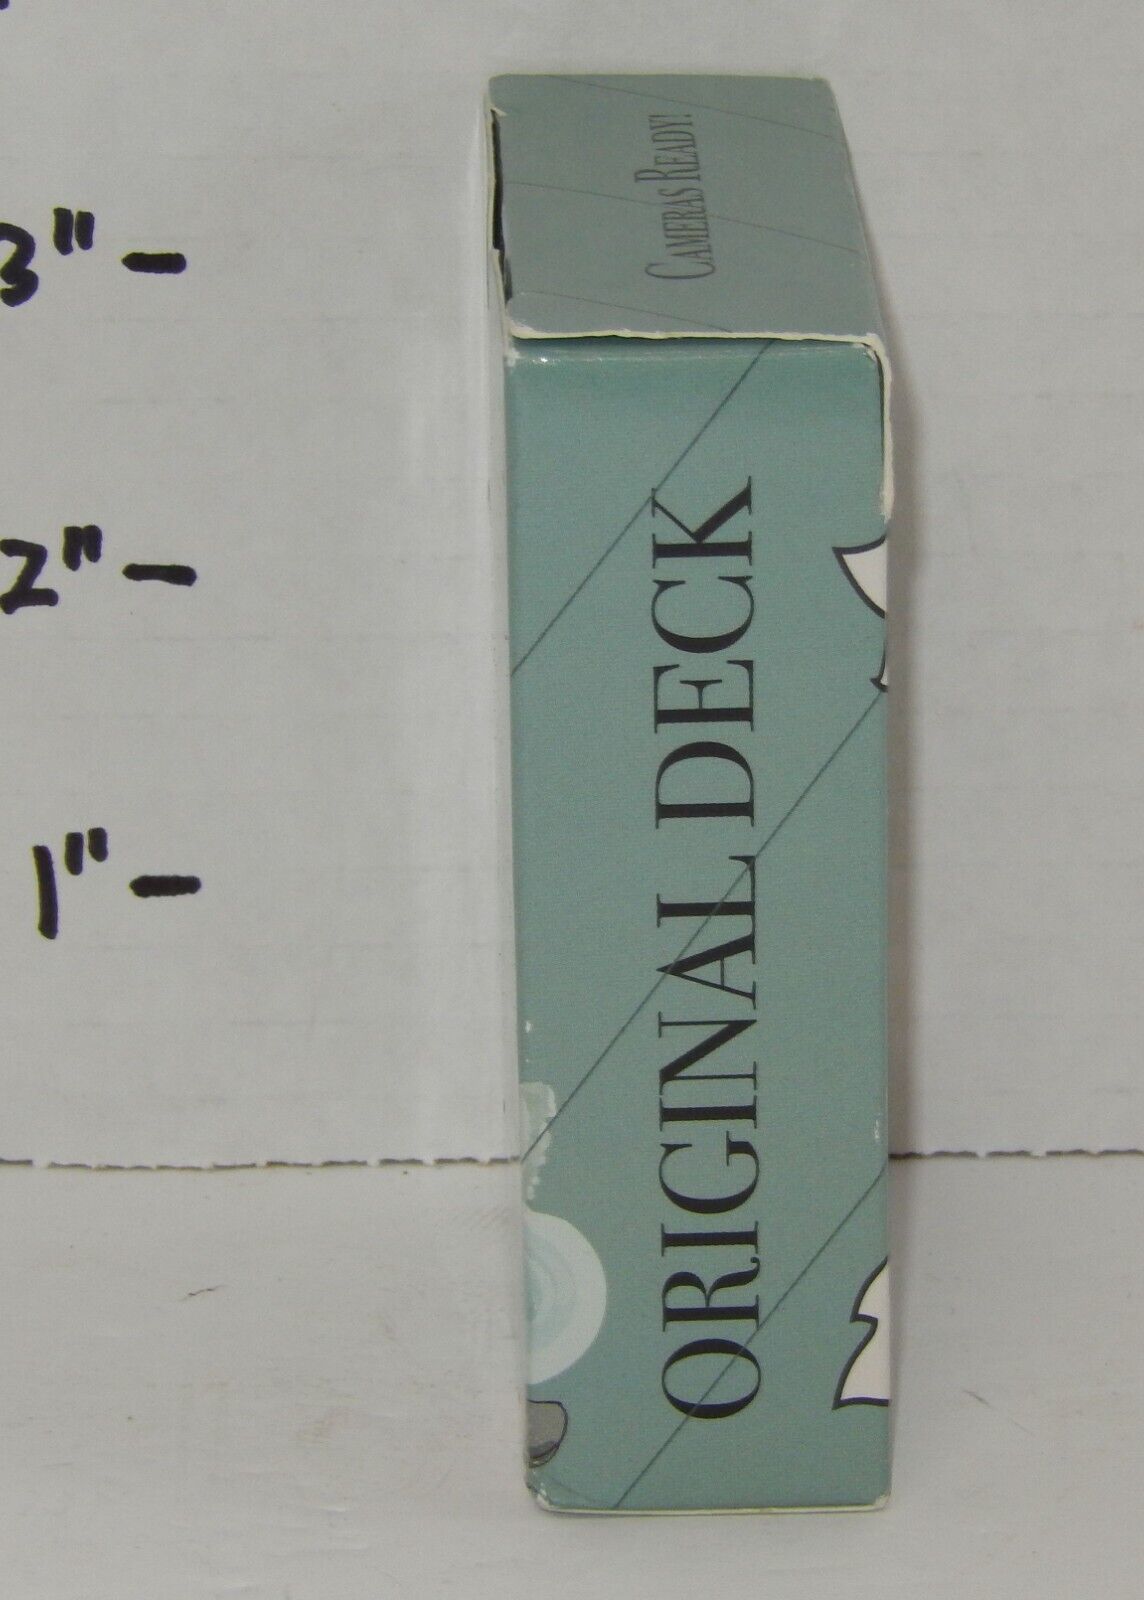 3" -
2" -
1" -
CAMERAS READY!
ORIGINAL DECK